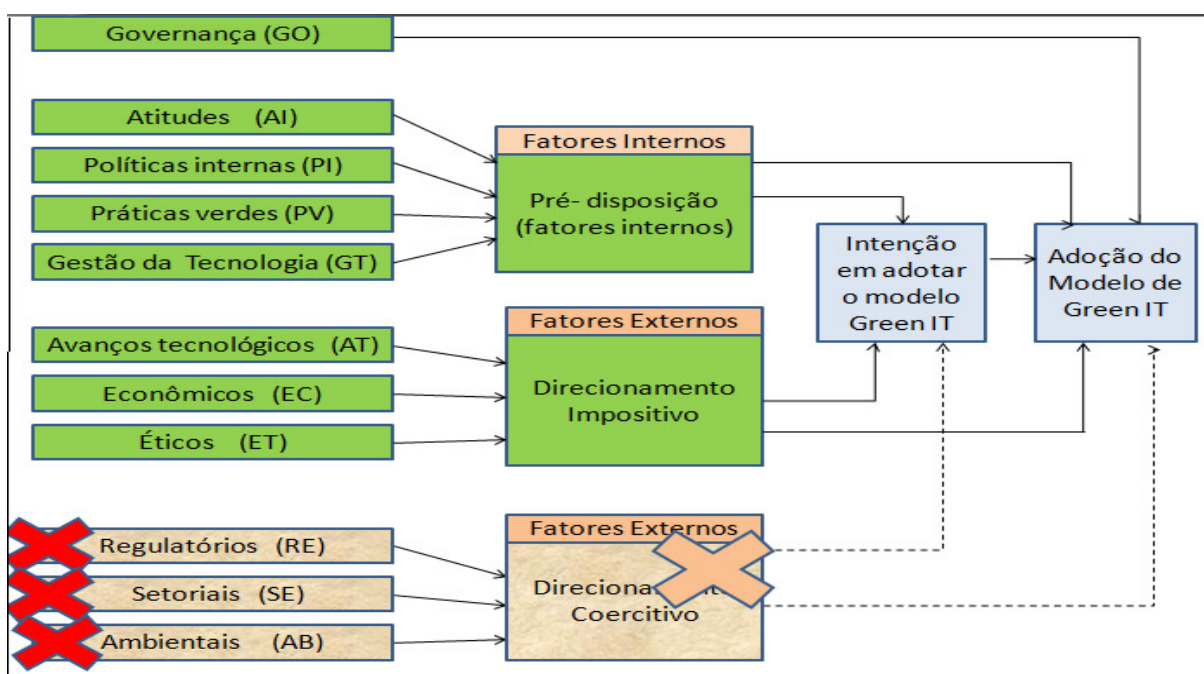 Governança (GO)
Atitudes (AI)
Políticas internas (PI)
Práticas verdes (PV)
Gestão da Tecnologia (GT)
Fatores Internos
Pré- disposição
(fatores internos)
Avanços tecnológicos (AT)
Econômicos (EC)
Éticos (ET)
Fatores Externos
Direcionamento
Impositivo
Regulatórios (RE)
Setoriais (SE)
Ambientais (AB)
Fatores Externos
Direcionamento
Coercitivo
Intenção
em adotar
o modelo
Green IT
Adoção do
Modelo de
Green IT